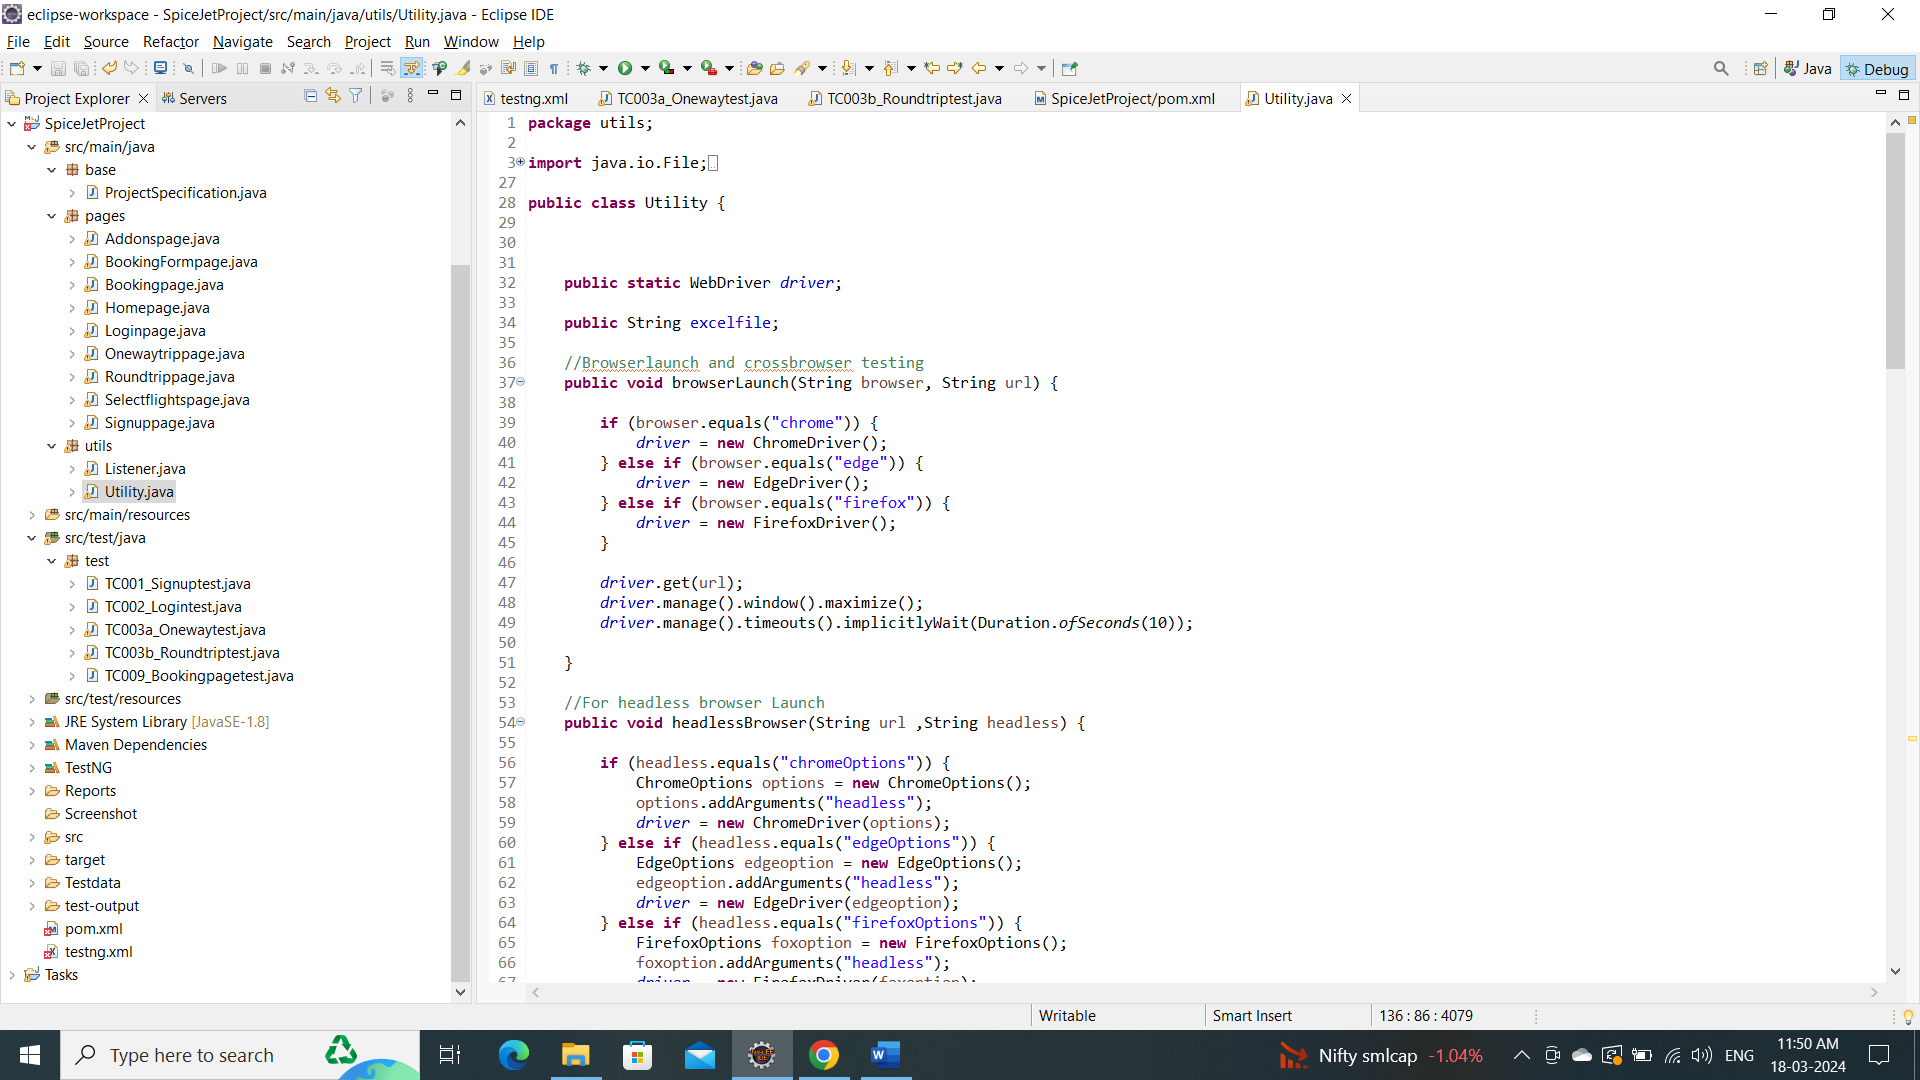 eclipse-workspace - SpiceJetProject/src/main/java/utils/Utility.java - Eclipse IDE
File Edit Source Refactor Navigate Search Project Run Window Help
Java Debug
Project Explorer Servers
testng.xml TC003a_Onewaytest.java TC003b_Roundtriptest.java SpiceJetProject/pom.xml Utility.java
SpiceJetProject
src/main/java
base
ProjectSpecification.java
pages
Addonspage.java
BookingFormpage.java
Bookingpage.java
Homepage.java
Loginpage.java
Onewaytrippage.java
Roundtrippage.java
Selectflightspage.java
Signuppage.java
utils
Listener.java
Utility.java
src/main/resources
src/test/java
test
TC001_Signuptest.java
TC002_Logintest.java
TC003a_Onewaytest.java
TC003b_Roundtriptest.java
TC009_Bookingpagetest.java
src/test/resources
JRE System Library [JavaSE-1.8]
Maven Dependencies
TestNG
Reports
Screenshot
src
target
Testdata
test-output
pom.xml
testng.xml
Tasks
1 package utils;
2
3 import java.io.File;
27
28 public class Utility {
29
30
31
32 public static WebDriver driver;
33
34 public String excelfile;
35
36 //Browserlaunch and crossbrowser testing
37 public void browserLaunch(String browser, String url) {
38
39 if (browser.equals("chrome")) {
40 driver = new ChromeDriver();
41 } else if (browser.equals("edge")) {
42 driver = new EdgeDriver();
43 } else if (browser.equals("firefox")) {
44 driver = new FirefoxDriver();
45 }
46
47 driver.get(url);
48 driver.manage().window().maximize();
49 driver.manage().timeouts().implicitlyWait(Duration.ofSeconds(10));
50
51 }
52
53 //For headless browser Launch
54 public void headlessBrowser(String url ,String headless) {
55
56 if (headless.equals("chromeOptions")) {
57 ChromeOptions options = new ChromeOptions();
58 options.addArguments("headless");
59 driver = new ChromeDriver(options);
60 } else if (headless.equals("edgeOptions")) {
61 EdgeOptions edgeoption = new EdgeOptions();
62 edgeoption.addArguments("headless");
63 driver = new EdgeDriver(edgeoption);
64 } else if (headless.equals("firefoxOptions")) {
65 FirefoxOptions foxoption = new FirefoxOptions();
66 foxoption.addArguments("headless");
67 driver = new FirefoxDriver(foxoption);
Writable Smart Insert 136 : 86 : 4079
Type here to search
Nifty smlcap -1.04%
ENG
11:50 AM
18-03-2024